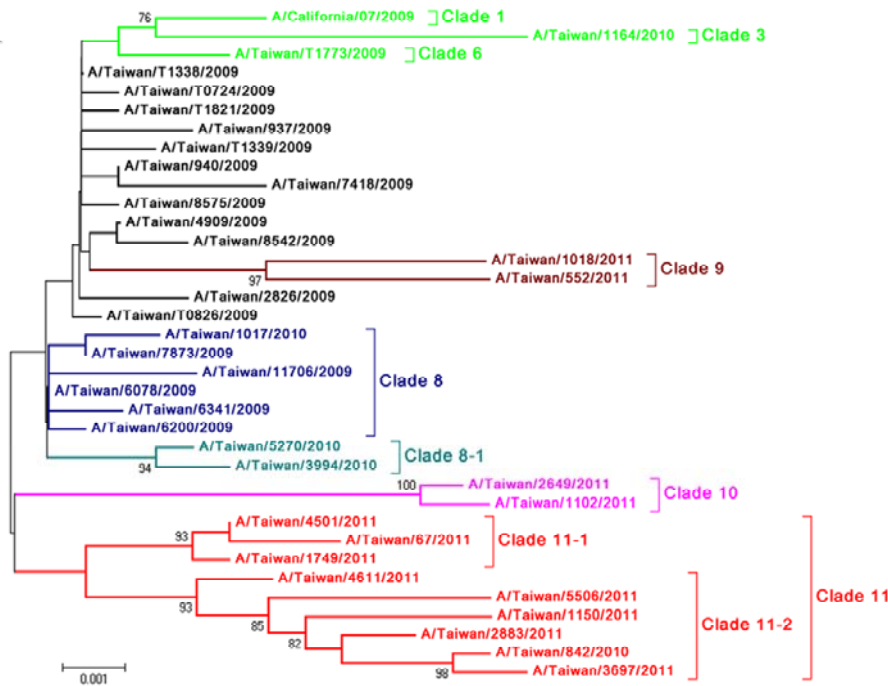 76
A/California/07/2009 Clade 1
A/Taiwan/1164/2010 Clade 3
A/Taiwan/T1773/2009 Clade 6
A/Taiwan/T1338/2009
A/Taiwan/T0724/2009
A/Taiwan/T1821/2009
A/Taiwan/937/2009
A/Taiwan/T1339/2009
A/Taiwan/940/2009
A/Taiwan/7418/2009
A/Taiwan/8575/2009
A/Taiwan/4909/2009
A/Taiwan/8542/2009
A/Taiwan/1018/2011
Clade 9
97
A/Taiwan/552/2011
A/Taiwan/2826/2009
A/Taiwan/T0826/2009
A/Taiwan/1017/2010
A/Taiwan/7873/2009
A/Taiwan/11706/2009
Clade 8
A/Taiwan/6078/2009
A/Taiwan/6341/2009
A/Taiwan/6200/2009
A/Taiwan/5270/2010
Clade 8-1
94
A/Taiwan/3994/2010
100
A/Taiwan/2649/2011
Clade 10
A/Taiwan/1102/2011
A/Taiwan/4501/2011
93
A/Taiwan/67/2011
Clade 11-1
A/Taiwan/1749/2011
A/Taiwan/4611/2011
93
A/Taiwan/5506/2011
Clade 11
85
A/Taiwan/1150/2011
Clade 11-2
82
A/Taiwan/2883/2011
A/Taiwan/842/2010
98
A/Taiwan/3697/2011
0.001